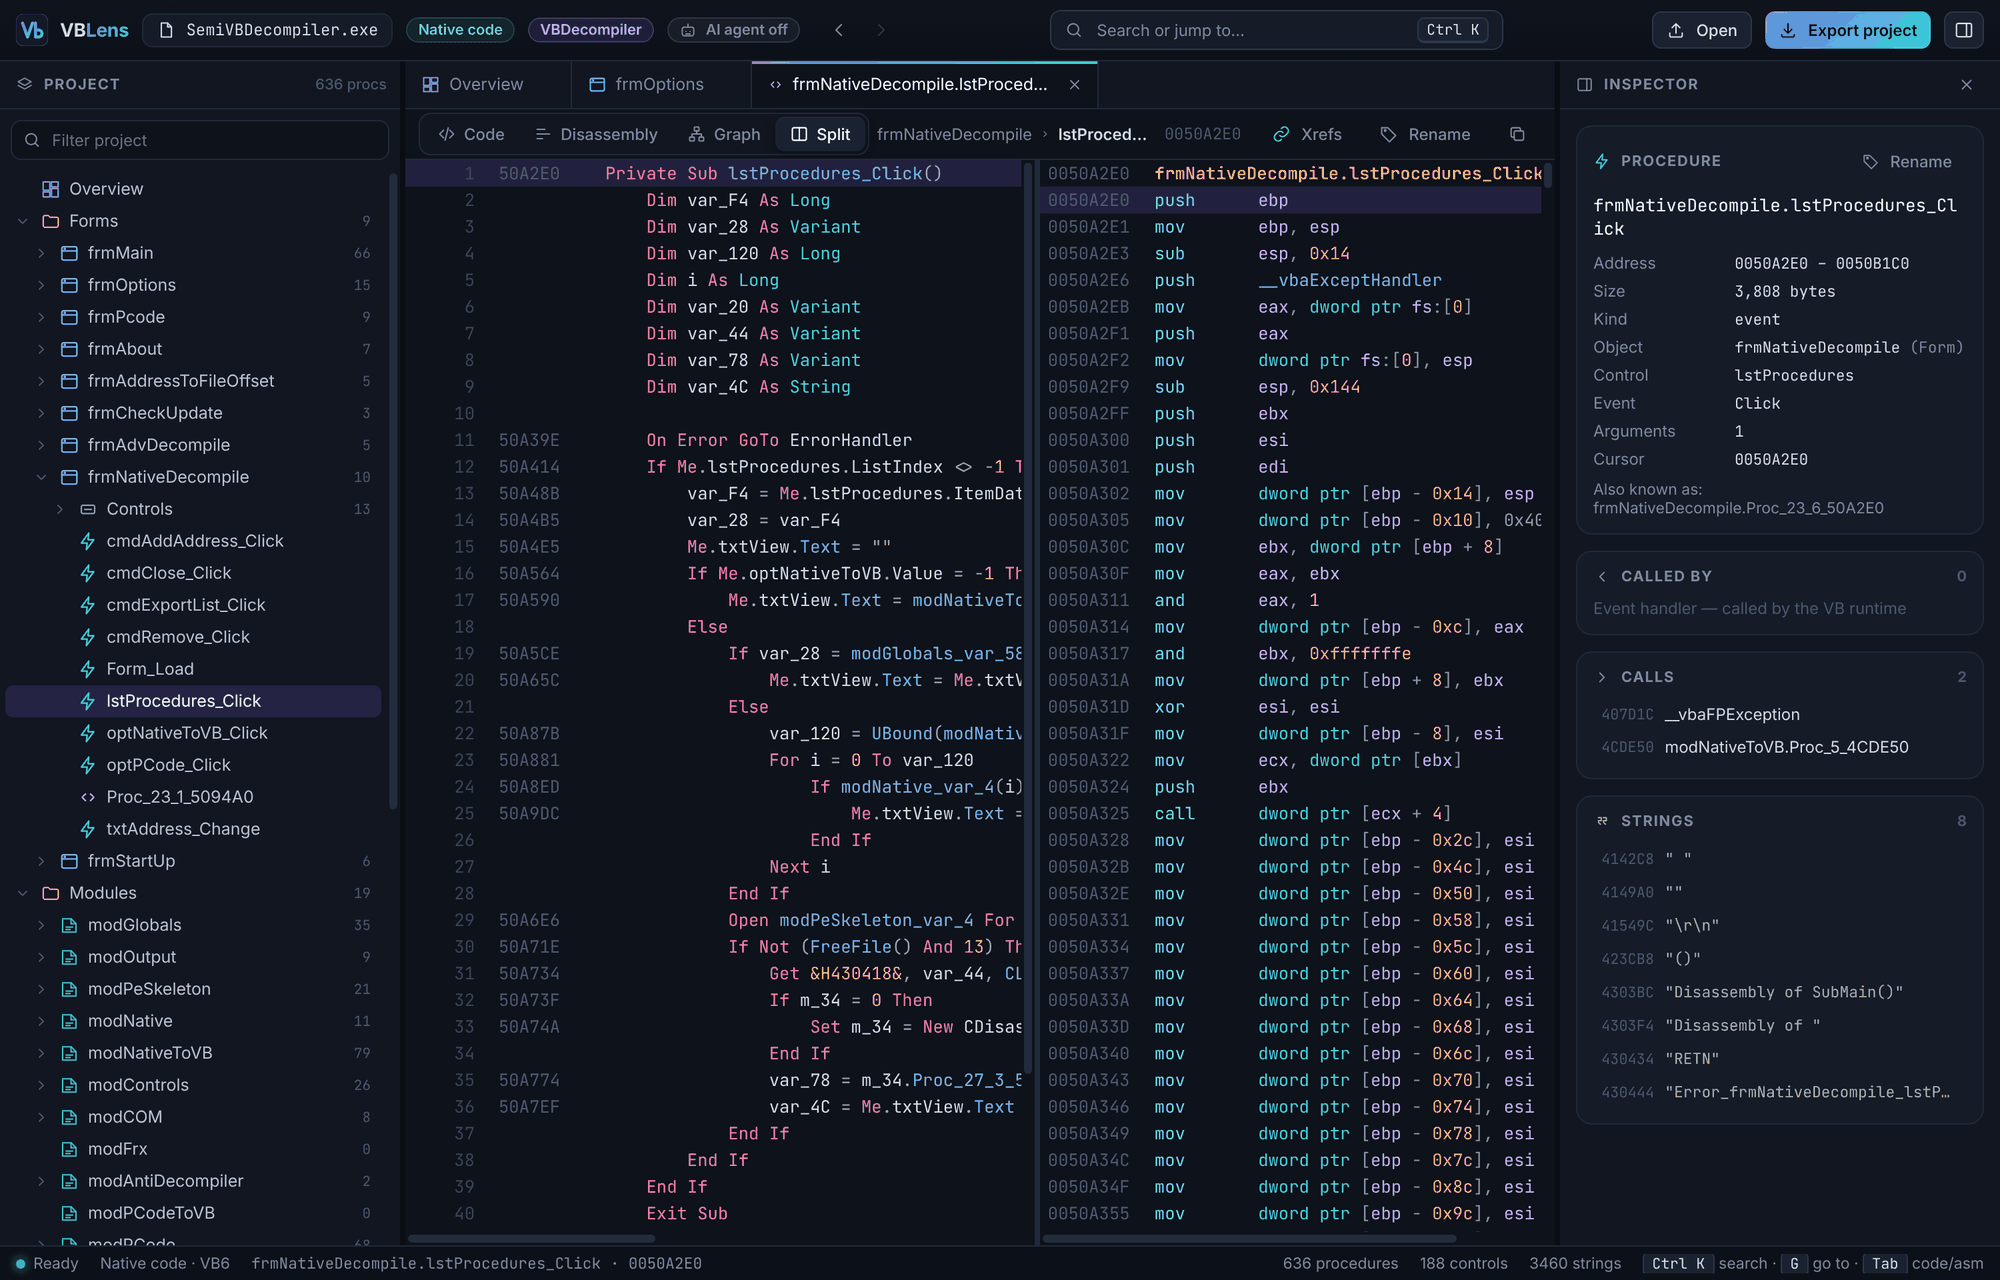 Vb VBLens SemiVBDecompiler.exe Native code VBDecompiler AI agent off Search or jump to... Ctrl K Open Export project
PROJECT 636 procs
Filter project
Overview
Forms 9
frmMain 66
frmOptions 15
frmPcode 9
frmAbout 7
frmAddressToFileOffset 5
frmCheckUpdate 3
frmAdvDecompile 5
frmNativeDecompile 10
Controls 13
cmdAddAddress_Click
cmdClose_Click
cmdExportList_Click
cmdRemove_Click
Form_Load
lstProcedures_Click
optNativeToVB_Click
optPCode_Click
Proc_23_1_5094A0
txtAddress_Change
frmStartUp 6
Modules 19
modGlobals 35
modOutput 9
modPeSkeleton 21
modNative 11
modNativeToVB 79
modControls 26
modCOM 8
modFrx 0
modAntiDecompiler 2
modPCodeToVB 0
modPCode 68
Overview frmOptions frmNativeDecompile.lstProced...
Code Disassembly Graph Split frmNativeDecompile › lstProced... 0050A2E0 Xrefs Rename
1 50A2E0 Private Sub lstProcedures_Click()
2 Dim var_F4 As Long
3 Dim var_28 As Variant
4 Dim var_120 As Long
5 Dim i As Long
6 Dim var_20 As Variant
7 Dim var_44 As Variant
8 Dim var_78 As Variant
9 Dim var_4C As String
10
11 50A39E On Error GoTo ErrorHandler
12 50A414 If Me.lstProcedures.ListIndex <> -1 T
13 50A48B var_F4 = Me.lstProcedures.ItemDat
14 50A4B5 var_28 = var_F4
15 50A4E5 Me.txtView.Text = ""
16 50A564 If Me.optNativeToVB.Value = -1 Th
17 50A590 Me.txtView.Text = modNativeTo
18 Else
19 50A5CE If var_28 = modGlobals_var_58
20 50A65C Me.txtView.Text = Me.txtV
21 Else
22 50A87B var_120 = UBound(modNativ
23 50A881 For i = 0 To var_120
24 50A8ED If modNative_var_4(i)
25 50A9DC Me.txtView.Text =
26 End If
27 Next i
28 End If
29 50A6E6 Open modPeSkeleton_var_4 For
30 50A71E If Not (FreeFile() And 13) Th
31 50A734 Get &H430418&, var_44, CL
32 50A73F If m_34 = 0 Then
33 50A74A Set m_34 = New CDisas
34 End If
35 50A774 var_78 = m_34.Proc_27_3_5
36 50A7EF var_4C = Me.txtView.Text
37 End If
38 End If
39 End If
40 Exit Sub
0050A2E0 frmNativeDecompile.lstProcedures_Click
0050A2E0 push ebp
0050A2E1 mov ebp, esp
0050A2E3 sub esp, 0x14
0050A2E6 push __vbaExceptHandler
0050A2EB mov eax, dword ptr fs:[0]
0050A2F1 push eax
0050A2F2 mov dword ptr fs:[0], esp
0050A2F9 sub esp, 0x144
0050A2FF push ebx
0050A300 push esi
0050A301 push edi
0050A302 mov dword ptr [ebp - 0x14], esp
0050A305 mov dword ptr [ebp - 0x10], 0x40
0050A30C mov ebx, dword ptr [ebp + 8]
0050A30F mov eax, ebx
0050A311 and eax, 1
0050A314 mov dword ptr [ebp - 0xc], eax
0050A317 and ebx, 0xfffffffe
0050A31A mov dword ptr [ebp + 8], ebx
0050A31D xor esi, esi
0050A31F mov dword ptr [ebp - 8], esi
0050A322 mov ecx, dword ptr [ebx]
0050A324 push ebx
0050A325 call dword ptr [ecx + 4]
0050A328 mov dword ptr [ebp - 0x2c], esi
0050A32B mov dword ptr [ebp - 0x4c], esi
0050A32E mov dword ptr [ebp - 0x50], esi
0050A331 mov dword ptr [ebp - 0x58], esi
0050A334 mov dword ptr [ebp - 0x5c], esi
0050A337 mov dword ptr [ebp - 0x60], esi
0050A33A mov dword ptr [ebp - 0x64], esi
0050A33D mov dword ptr [ebp - 0x68], esi
0050A340 mov dword ptr [ebp - 0x6c], esi
0050A343 mov dword ptr [ebp - 0x70], esi
0050A346 mov dword ptr [ebp - 0x74], esi
0050A349 mov dword ptr [ebp - 0x78], esi
0050A34C mov dword ptr [ebp - 0x7c], esi
0050A34F mov dword ptr [ebp - 0x8c], esi
0050A355 mov dword ptr [ebp - 0x9c], esi
INSPECTOR
PROCEDURE Rename
frmNativeDecompile.lstProcedures_Cl
ick
Address 0050A2E0 – 0050B1C0
Size 3,808 bytes
Kind event
Object frmNativeDecompile (Form)
Control lstProcedures
Event Click
Arguments 1
Cursor 0050A2E0
Also known as:
frmNativeDecompile.Proc_23_6_50A2E0
CALLED BY 0
Event handler — called by the VB runtime
CALLS 2
407D1C __vbaFPException
4CDE50 modNativeToVB.Proc_5_4CDE50
STRINGS 8
4142C8 " "
4149A0 ""
41549C "\r\n"
423CB8 "()"
4303BC "Disassembly of SubMain()"
4303F4 "Disassembly of "
430434 "RETN"
430444 "Error_frmNativeDecompile_lstP…
Ready Native code · VB6 frmNativeDecompile.lstProcedures_Click · 0050A2E0 636 procedures 188 controls 3460 strings Ctrl K search · G go to · Tab code/asm